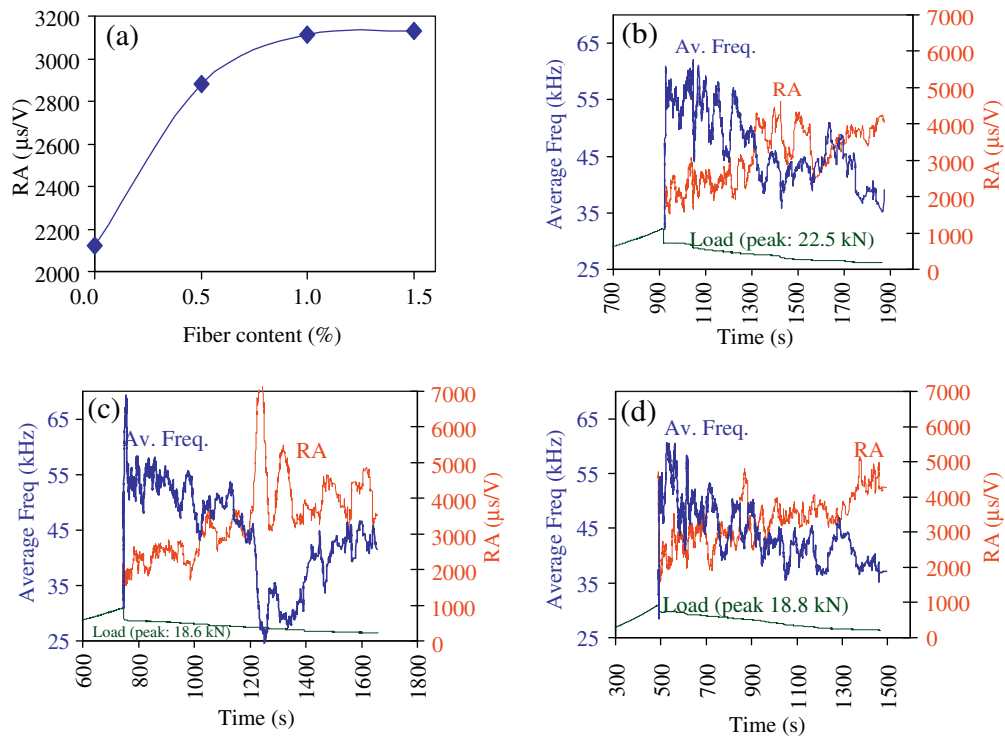 (a)
RA (μs/V)
3200
3000
2800
2600
2400
2200
2000
0.0 0.5 1.0 1.5
Fiber content (%)
(b)
Average Freq (kHz)
65
55
45
35
25
Av. Freq.
RA
Load (peak: 22.5 kN)
7000
6000
5000
4000
3000
2000
1000
0
RA (μs/V)
700 900 1100 1300 1500 1700 1900
Time (s)
(c)
Average Freq (kHz)
65
55
45
35
25
Av. Freq.
RA
Load (peak: 18.6 kN)
7000
6000
5000
4000
3000
2000
1000
0
RA (μs/V)
600 800 1000 1200 1400 1600 1800
Time (s)
(d)
Average Freq (kHz)
65
55
45
35
25
Av. Freq.
RA
Load (peak 18.8 kN)
7000
6000
5000
4000
3000
2000
1000
0
RA (μs/V)
300 500 700 900 1100 1300 1500
Time (s)